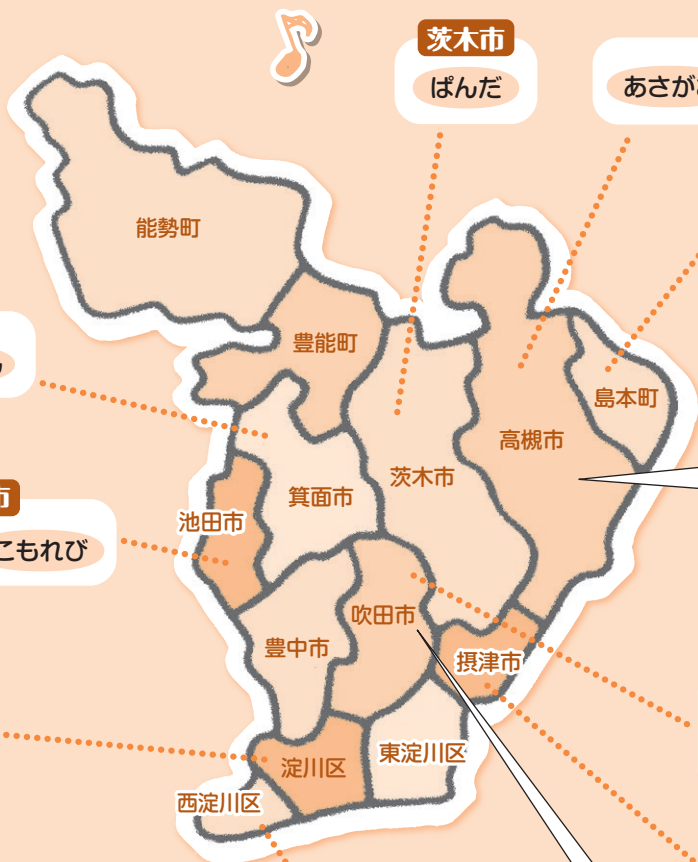 茨木市
ぱんだ
あさが
能勢町
豊能町
島本町
高槻市
茨木市
箕面市
池田市
市
こもれび
吹田市
豊中市
摂津市
東淀川区
淀川区
西淀川区